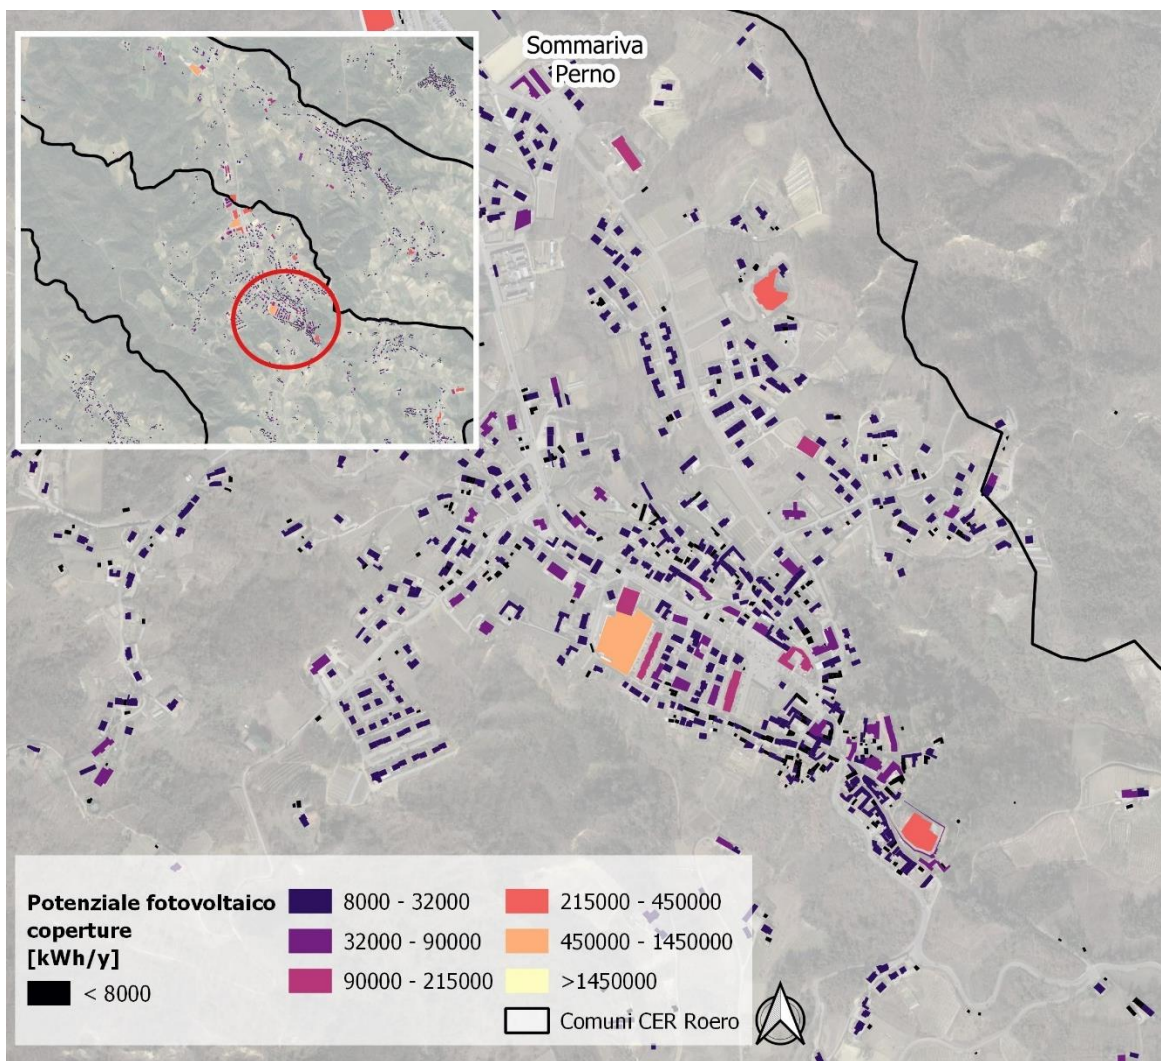 Sommariva
Perno
Potenziale fotovoltaico
coperture
[kWh/y]
< 8000
8000 - 32000
32000 - 90000
90000 - 215000
215000 - 450000
450000 - 1450000
>1450000
Comuni CER Roero